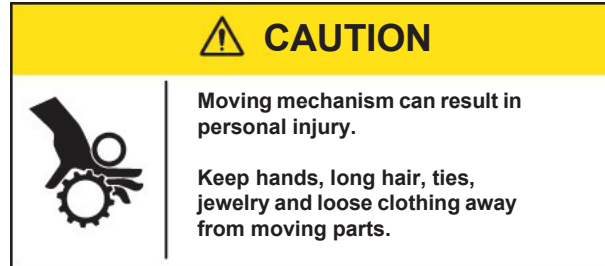 CAUTION
Moving mechanism can result in
personal injury.
Keep hands, long hair, ties,
jewelry and loose clothing away
from moving parts.